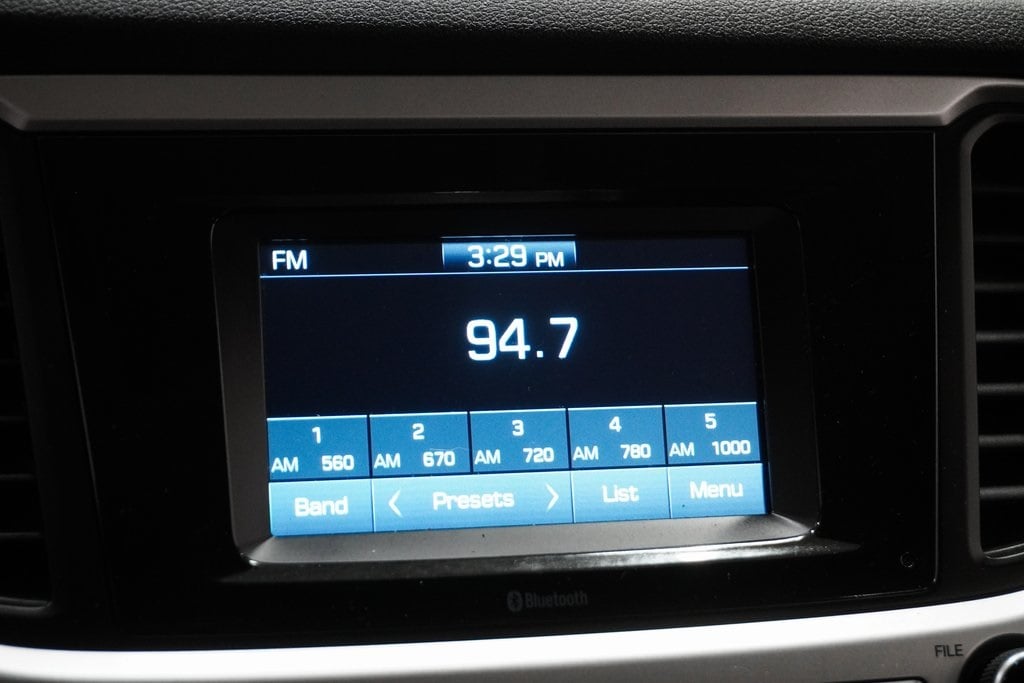 FM 3:29 PM
94.7
1 2 3 4 5
AM 560 AM 670 AM 720 AM 780 AM 1000
Band Presets List Menu
Bluetooth
FILE